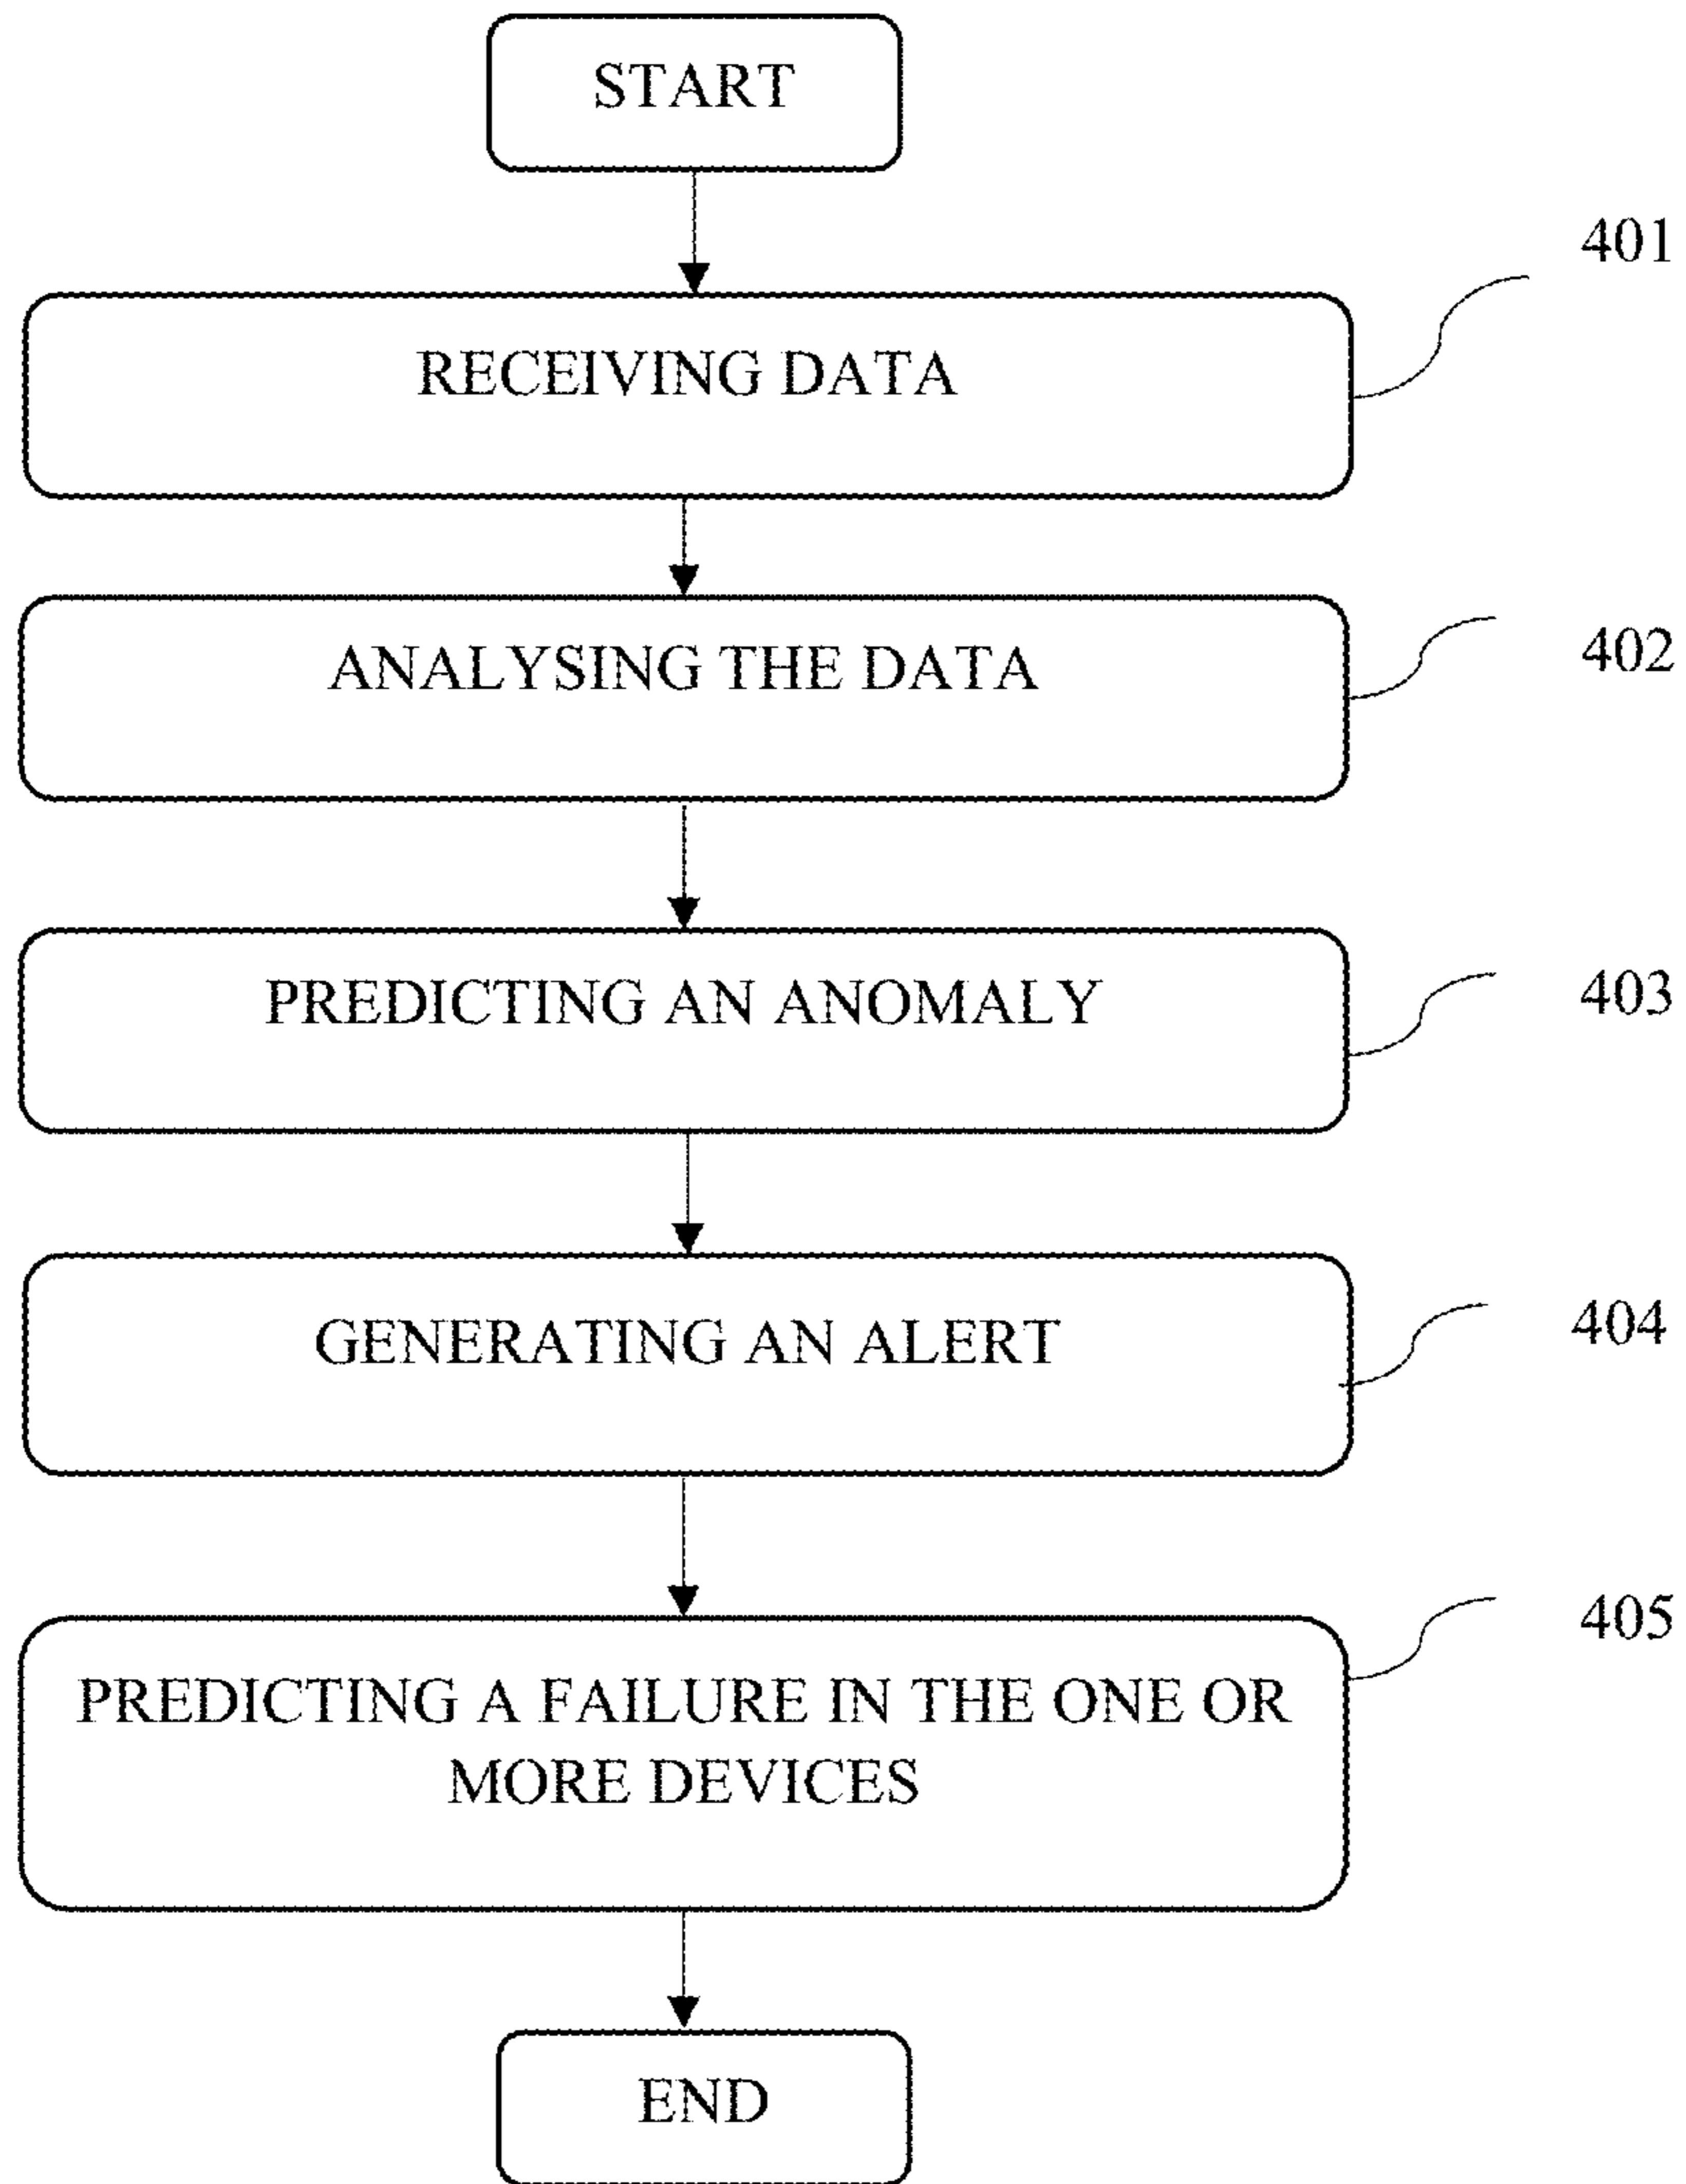 START
401
RECEIVING DATA
402
ANALYSING THE DATA
403
PREDICTING AN ANOMALY
404
GENERATING AN ALERT
405
PREDICTING A FAILURE IN THE ONE OR
MORE DEVICES
END